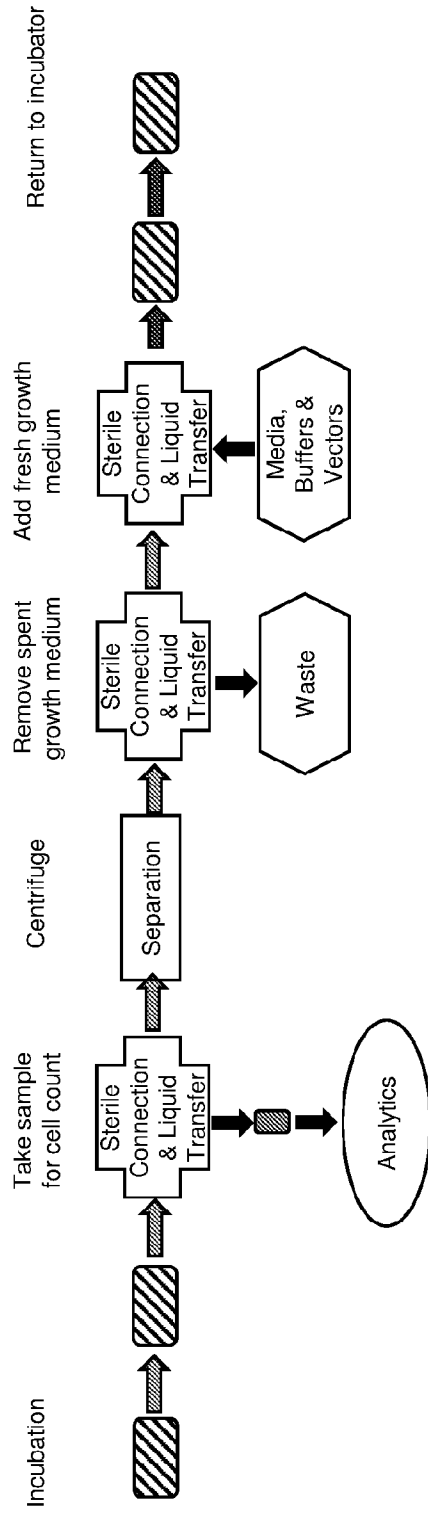 Incubation
Take sample
for cell count
Centrifuge
Remove spent
growth medium
Add fresh growth
medium
Return to incubator
Sterile
Connection
& Liquid
Transfer
Separation
Sterile
Connection
& Liquid
Transfer
Sterile
Connection
& Liquid
Transfer
Analytics
Waste
Media,
Buffers &
Vectors